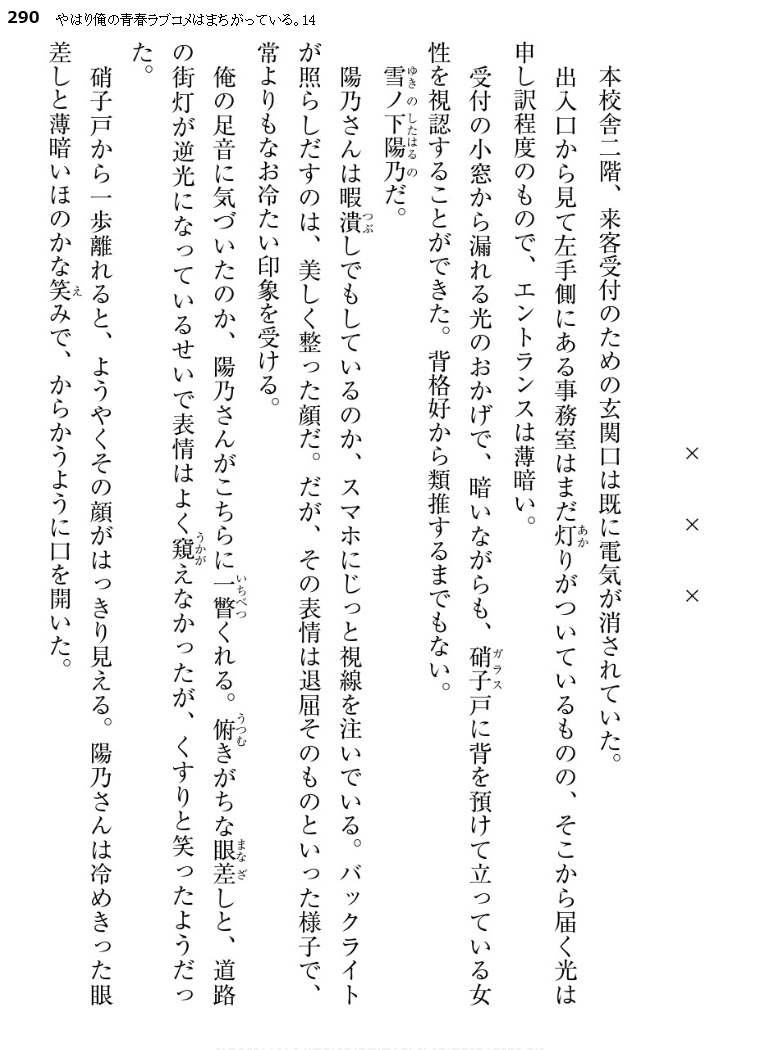 290 やはり俺の青春ラブコメはまちがっている。14
× × ×
本校舎二階、来客受付のための玄関口は既に電気が消されていた。
出入口から見て左手側にある事務室はまだ灯りがついているものの、そこから届く光は
申し訳程度のもので、エントランスは薄暗い。
受付の小窓から漏れる光のおかげで、暗いながらも、硝子戸に背を預けて立っている女
性を視認することができた。背格好から類推するまでもない。
雪ノ下陽乃だ。
陽乃さんは暇潰しでもしているのか、スマホにじっと視線を注いでいる。バックライト
が照らしだすのは、美しく整った顔だ。だが、その表情は退屈そのものといった様子で、
常よりもなお冷たい印象を受ける。
俺の足音に気づいたのか、陽乃さんがこちらに一瞥くれる。俯きがちな眼差しと、道路
の街灯が逆光になっているせいで表情はよく窺えなかったが、くすりと笑ったようだっ
た。
硝子戸から一歩離れると、ようやくその顔がはっきり見える。陽乃さんは冷めきった眼
差しと薄暗いほのかな笑みで、からかうように口を開いた。